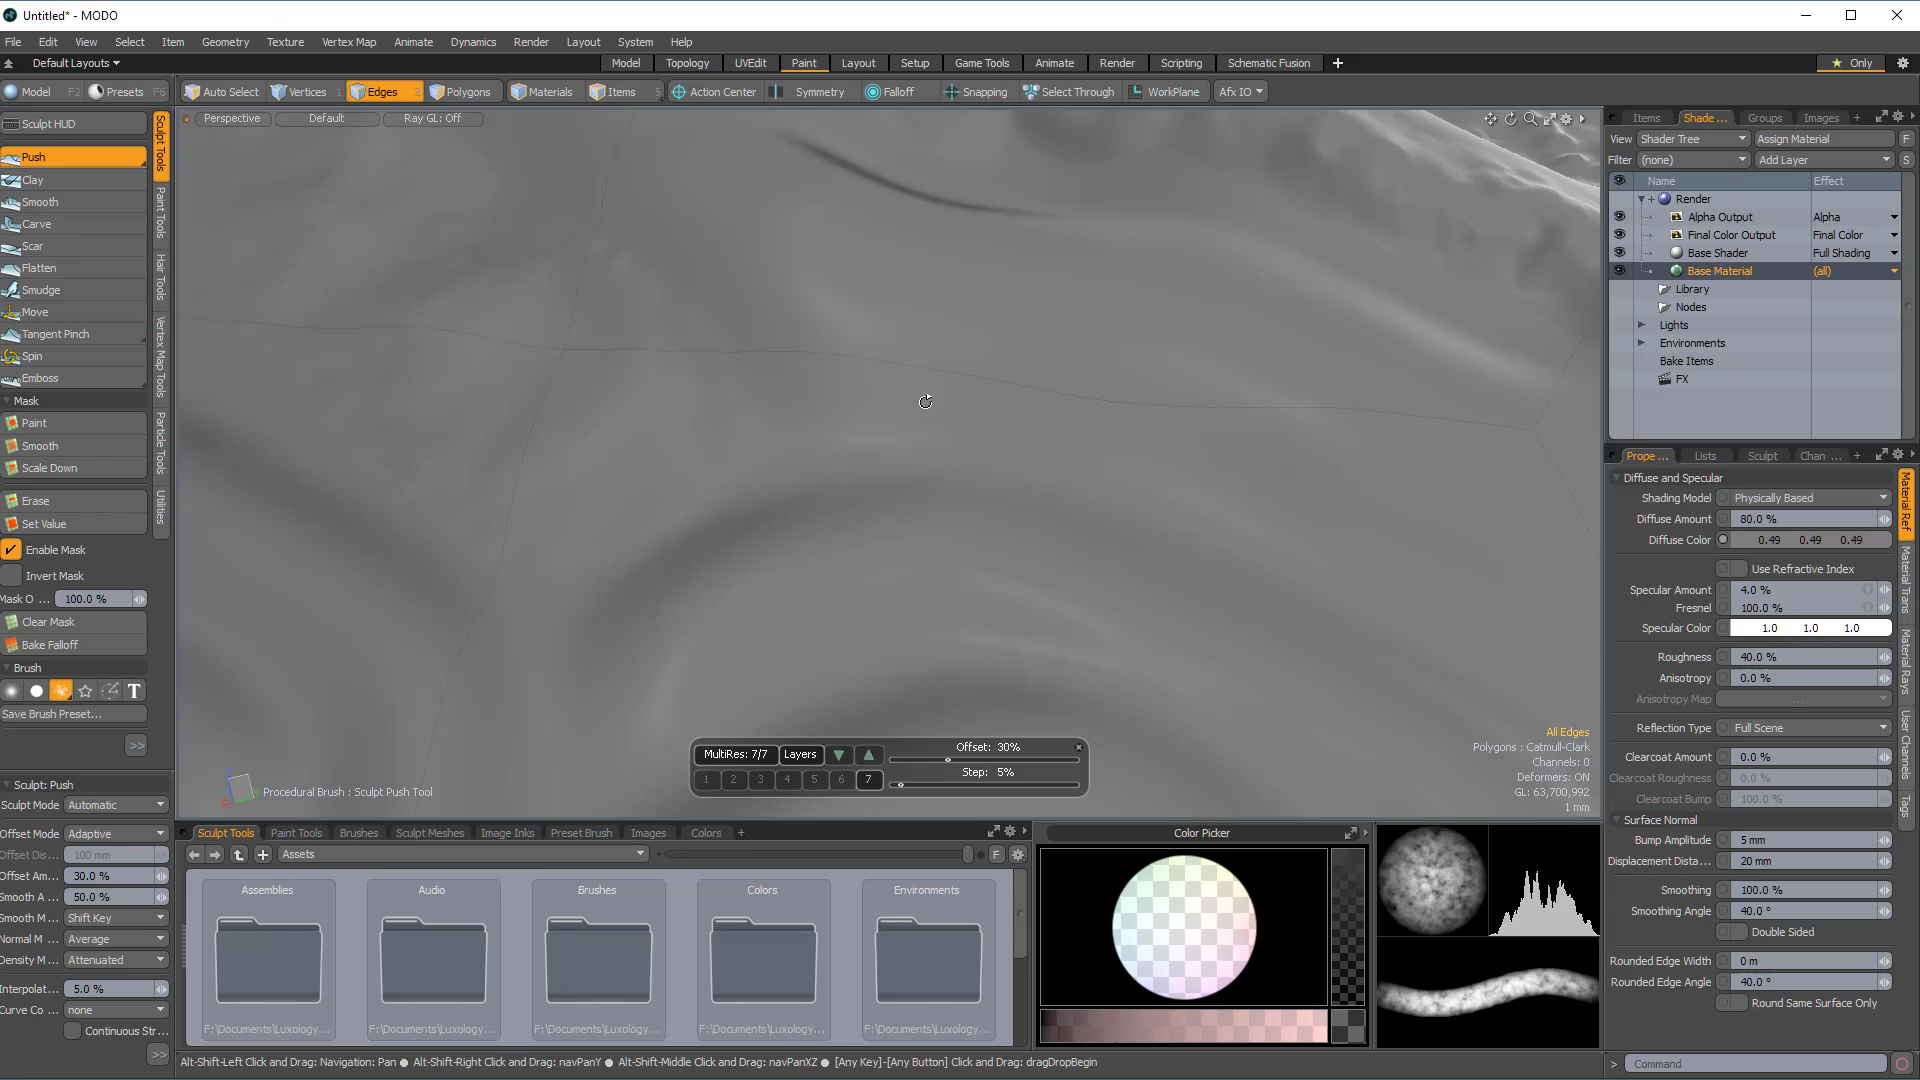 Untitled* - MODO
File Edit View Select Item Geometry Texture Vertex Map Animate Dynamics Render Layout System Help
Default Layouts Model Topology UVEdit Paint Layout Setup Game Tools Animate Render Scripting Schematic Fusion + Only
Model F2 Presets F6 Auto Select Vertices 1 Edges 2 Polygons Materials Items 5 Action Center Symmetry Falloff Snapping Select Through WorkPlane Afx IO
Sculpt HUD
Push
Clay
Smooth
Carve
Scar
Flatten
Smudge
Move
Tangent Pinch
Spin
Emboss
Mask
Paint
Smooth
Scale Down
Erase
Set Value
Enable Mask
Invert Mask
Mask O ... 100.0 %
Clear Mask
Bake Falloff
Brush
T
Save Brush Preset...
>>
Sculpt: Push
Sculpt Mode Automatic
Offset Mode Adaptive
Offset Dis... 100 mm
Offset Am... 30.0 %
Smooth A ... 50.0 %
Smooth M ... Shift Key
Normal M ... Average
Density M ... Attenuated
Interpolat... 5.0 %
Curve Co ... none
Continuous Str...
>>
Sculpt Tools
Paint Tools
Hair Tools
Vertex Map Tools
Particle Tools
Utilities
Perspective Default Ray GL: Off
MultiRes: 7/7 Layers Offset: 30%
1 2 3 4 5 6 7 Step: 5%
Procedural Brush : Sculpt Push Tool
All Edges
Polygons : Catmull-Clark
Channels: 0
Deformers: ON
GL: 63,700,992
1 mm
Sculpt Tools Paint Tools Brushes Sculpt Meshes Image Inks Preset Brush Images Colors +
Assets F
Assemblies Audio Brushes Colors Environments
F:\Documents\Luxology... F:\Documents\Luxology... F:\Documents\Luxology... F:\Documents\Luxology... F:\Documents\Luxology...
Color Picker
Alt-Shift-Left Click and Drag: Navigation: Pan ● Alt-Shift-Right Click and Drag: navPanY ● Alt-Shift-Middle Click and Drag: navPanXZ ● [Any Key]-[Any Button] Click and Drag: dragDropBegin
Items Shade ... Groups Images +
View Shader Tree Assign Material F
Filter (none) Add Layer S
Name Effect
Render
Alpha Output Alpha
Final Color Output Final Color
Base Shader Full Shading
Base Material (all)
Library
Nodes
Lights
Environments
Bake Items
FX
Prope ... Lists Sculpt Chan ... +
Diffuse and Specular
Shading Model Physically Based
Diffuse Amount 80.0 %
Diffuse Color 0.49 0.49 0.49
Use Refractive Index
Specular Amount 4.0 %
Fresnel 100.0 %
Specular Color 1.0 1.0 1.0
Roughness 40.0 %
Anisotropy 0.0 %
Anisotropy Map ...
Reflection Type Full Scene
Clearcoat Amount 0.0 %
Clearcoat Roughness 0.0 %
Clearcoat Bump 100.0 %
Surface Normal
Bump Amplitude 5 mm
Displacement Dista... 20 mm
Smoothing 100.0 %
Smoothing Angle 40.0 °
Double Sided
Rounded Edge Width 0 m
Rounded Edge Angle 40.0 °
Round Same Surface Only
Material Ref
Material Trans
Material Rays
User Channels
Tags
> Command